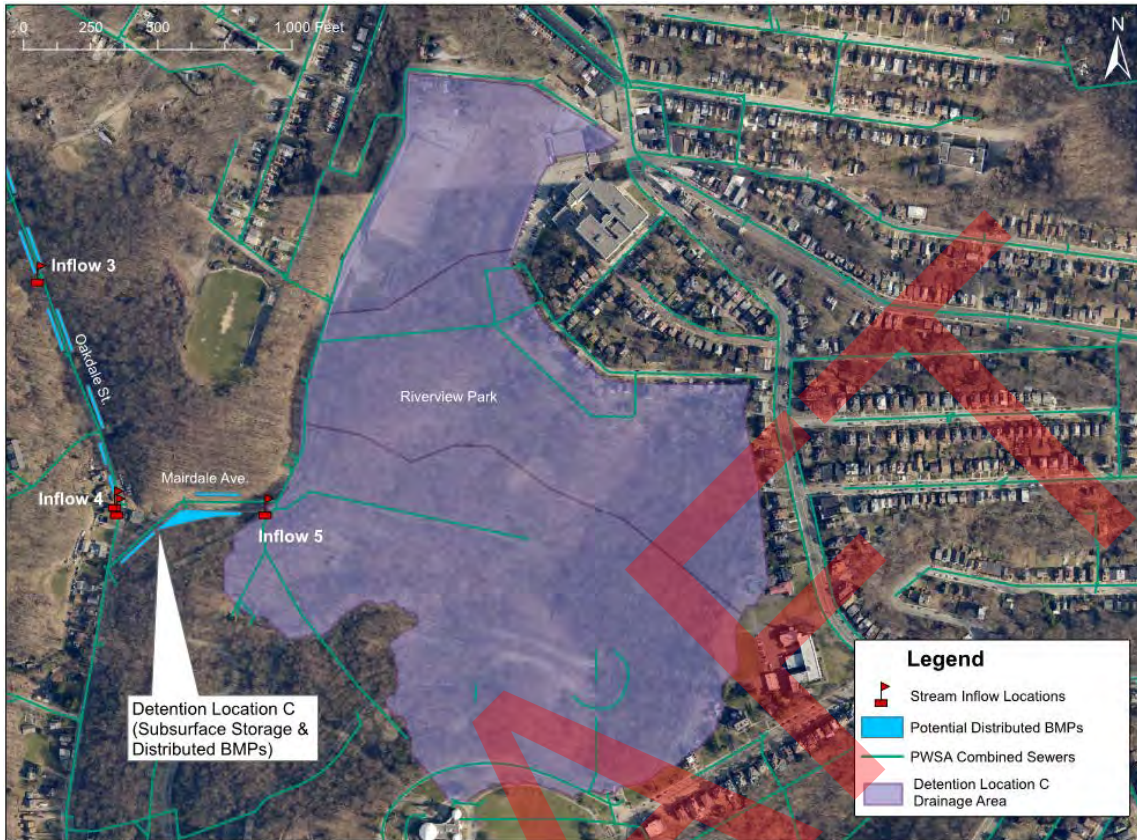 0 250 500 1,000 Feet
N
Inflow 3
Oakdale St.
Riverview Park
Mairdale Ave.
Inflow 4
Inflow 5
Detention Location C
(Subsurface Storage &
Distributed BMPs)
Legend
Stream Inflow Locations
Potential Distributed BMPs
PWSA Combined Sewers
Detention Location C
Drainage Area